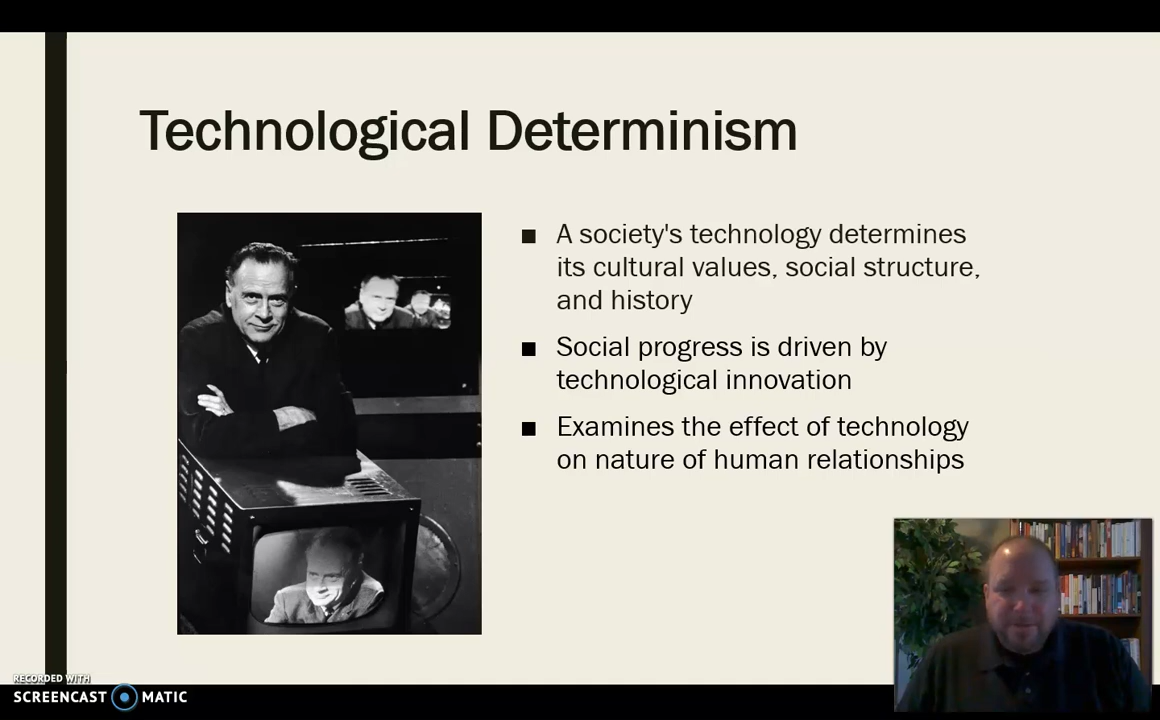 Technological Determinism
■ A society's technology determines
its cultural values, social structure,
and history
■ Social progress is driven by
technological innovation
■ Examines the effect of technology
on nature of human relationships
RECORDED WITH
SCREENCAST MATIC